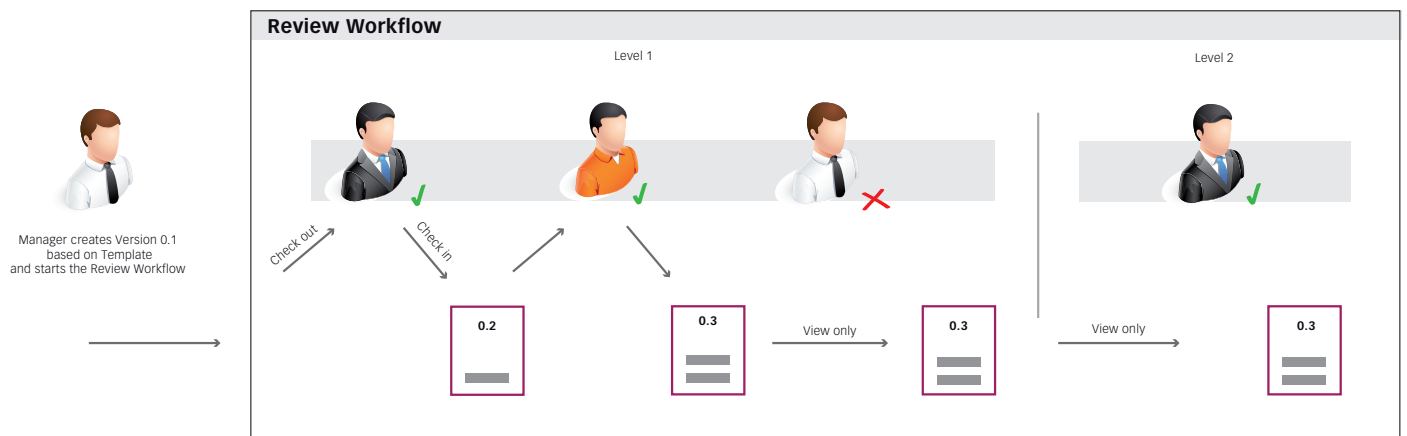 Review Workflow
Level 1
Level 2
Manager creates Version 0.1
based on Template
and starts the Review Workflow
Check out
Check in
0.2
0.3
View only
0.3
View only
0.3